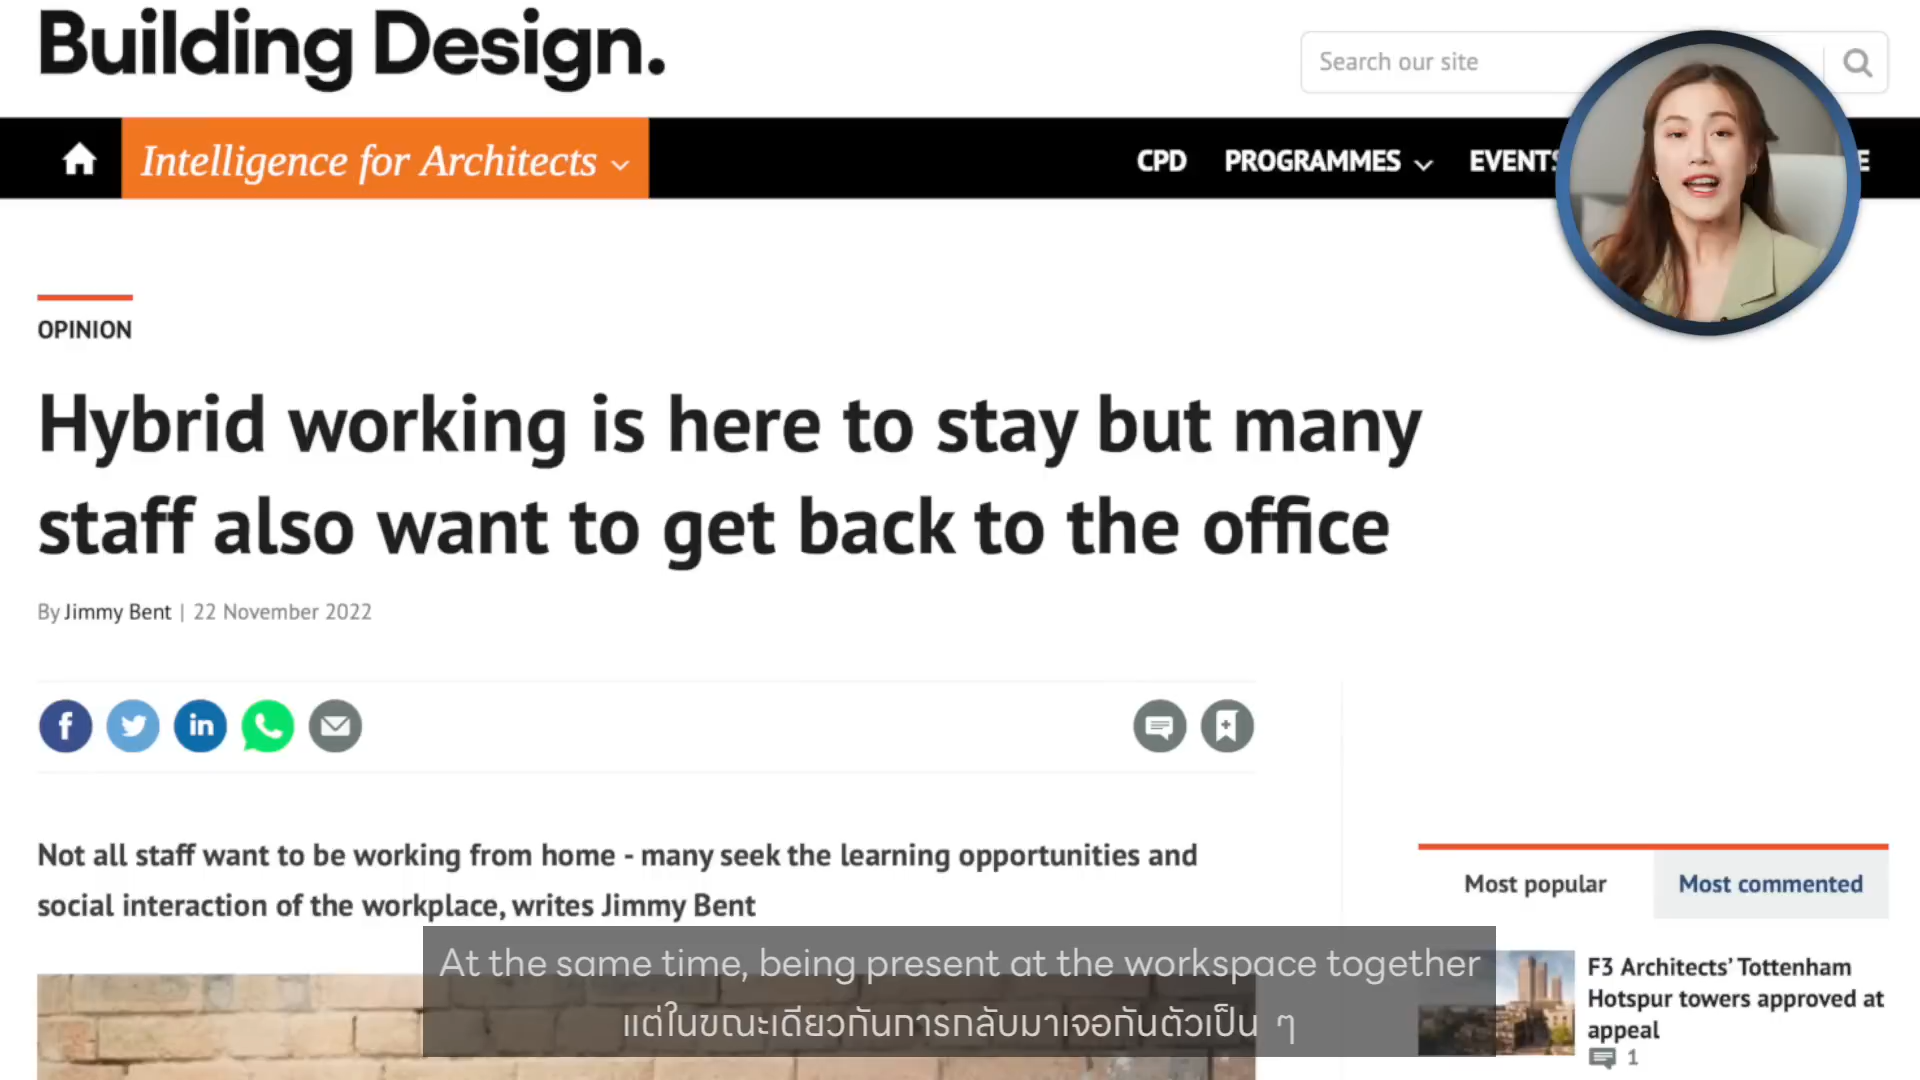 Building Design.
Search our site
Intelligence for Architects
CPD
PROGRAMMES
OPINION
Hybrid working is here to stay but many
staff also want to get back to the office
By Jimmy Bent | 22 November 2022
Not all staff want to be working from home - many seek the learning opportunities and
social interaction of the workplace, writes Jimmy Bent
Most popular
Most commented
F3 Architects’ Tottenham
Hotspur towers approved at
appeal
1
At the same time, being present at the workspace together
แต่ในขณะเดียวกันการกลับมาเจอกันตัวเป็น ๆ